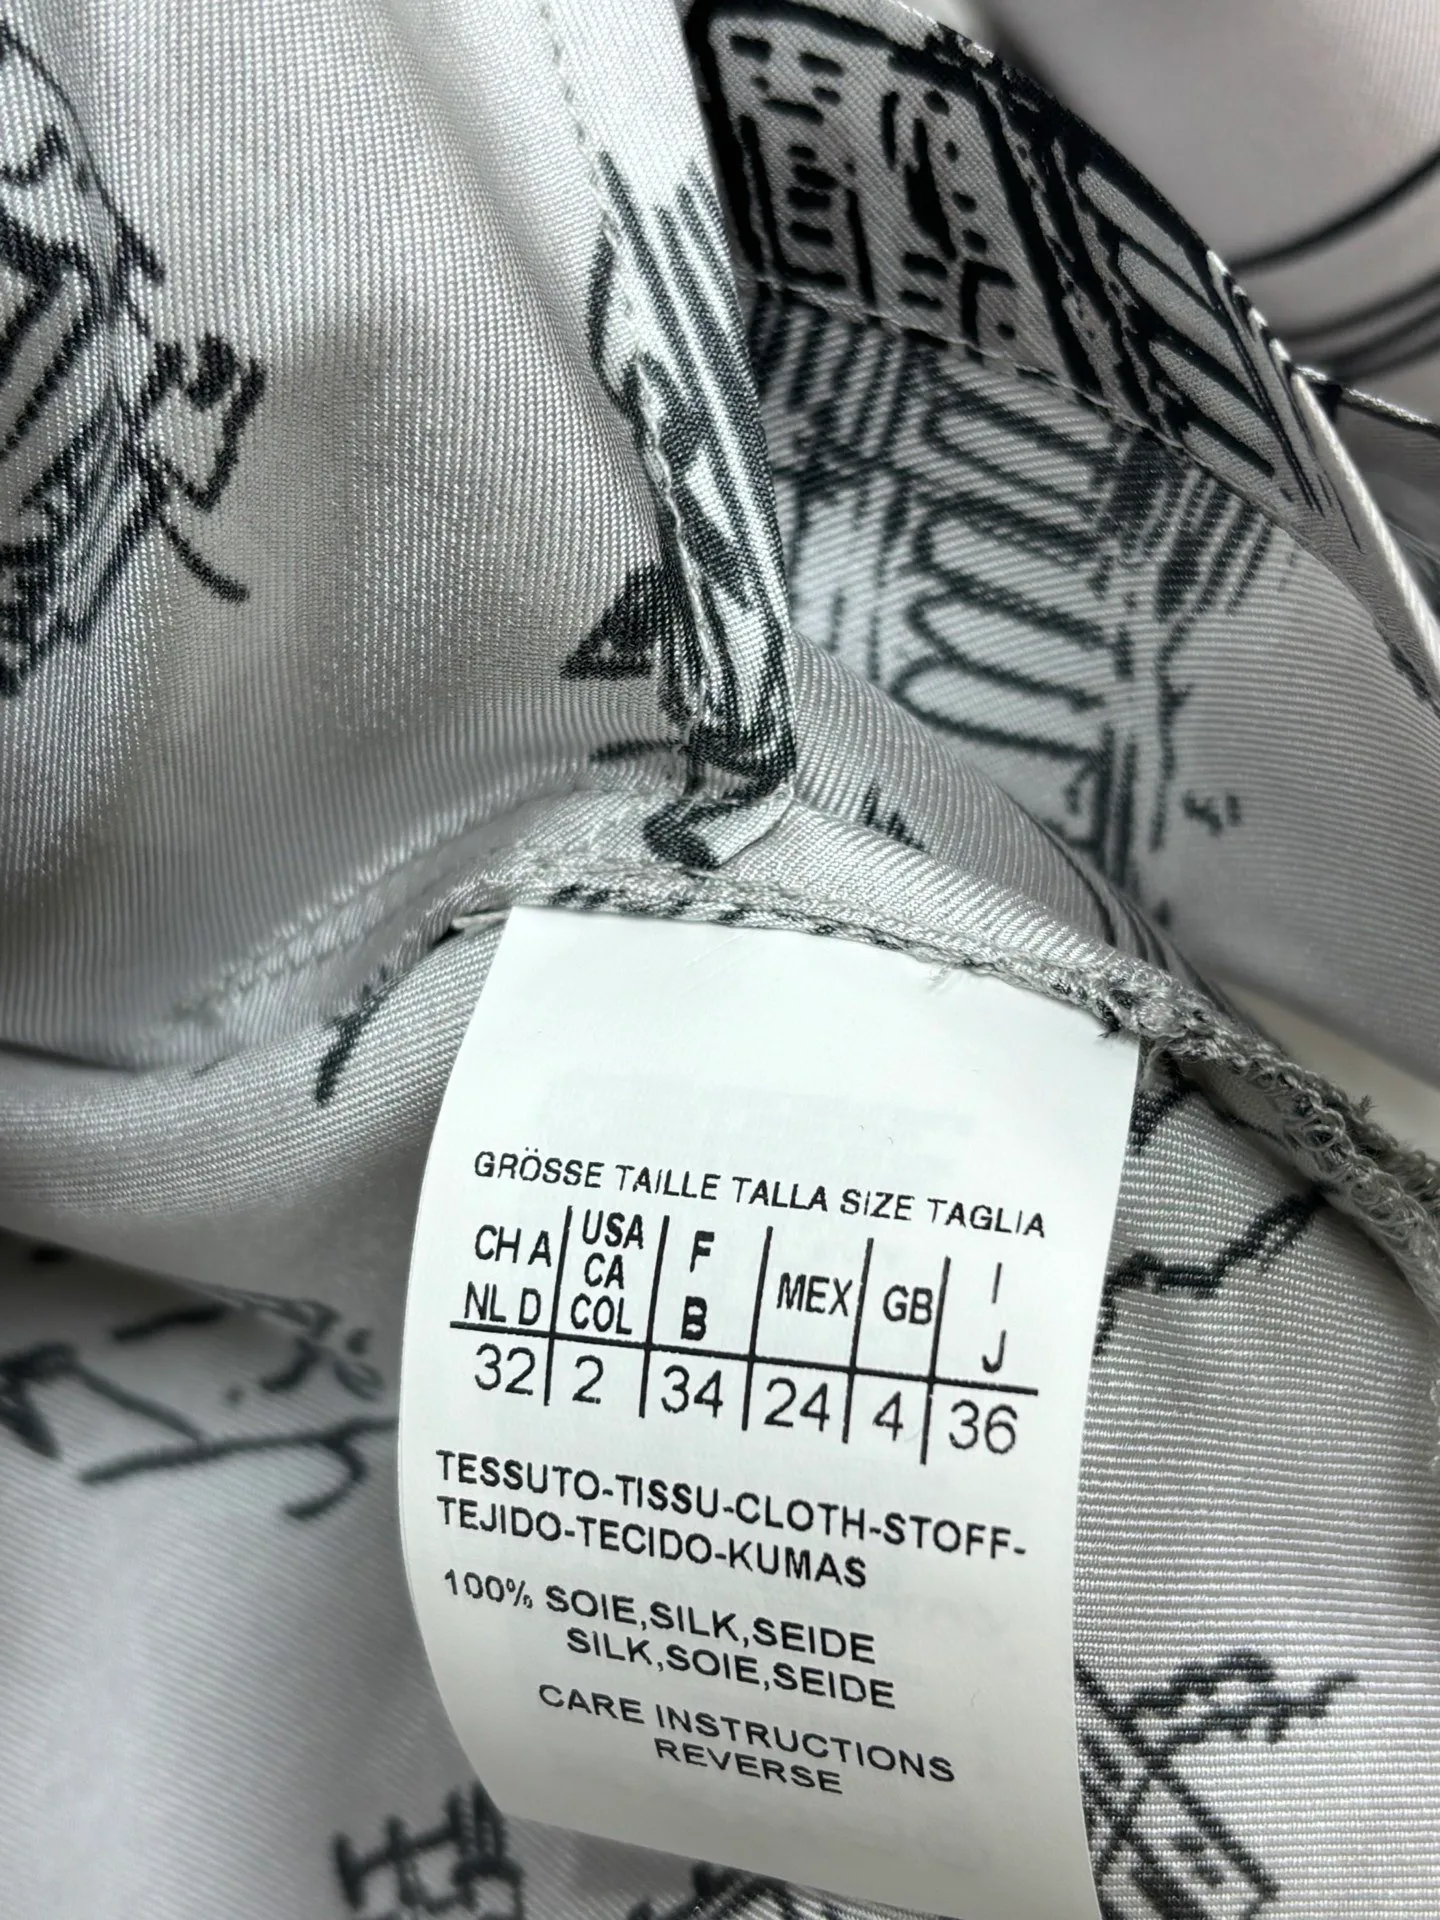 GRÖSSE TAILLE TALLA SIZE TAGLIA
CH A NL D | USA CA COL | F B | MEX | GB | I J
32 | 2 | 34 | 24 | 4 | 36
TESSUTO-TISSU-CLOTH-STOFF-
TEJIDO-TECIDO-KUMAS
100% SOIE,SILK,SEIDE
SILK,SOIE,SEIDE
CARE INSTRUCTIONS
REVERSE